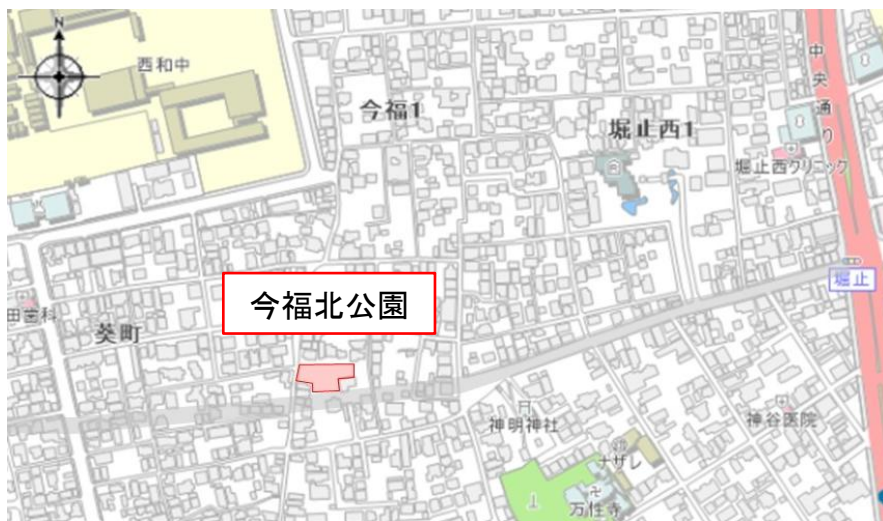 N
西和中
今福1
堀止西1
中央通り
堀止西クリニック
堀止
今福北公園
田歯科
葵町
神明神社
神谷医院
ナザレ
万性寺